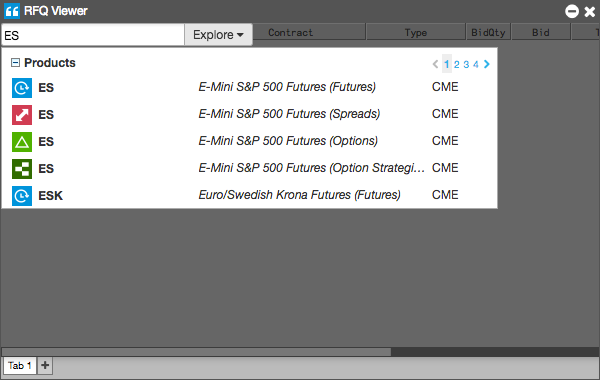 RFQ Viewer
ES Explore Contract Type BidQty Bid
Products 1 2 3 4
ES E-Mini S&P 500 Futures (Futures) CME
ES E-Mini S&P 500 Futures (Spreads) CME
ES E-Mini S&P 500 Futures (Options) CME
ES E-Mini S&P 500 Futures (Option Strategi... CME
ESK Euro/Swedish Krona Futures (Futures) CME
Tab 1 +